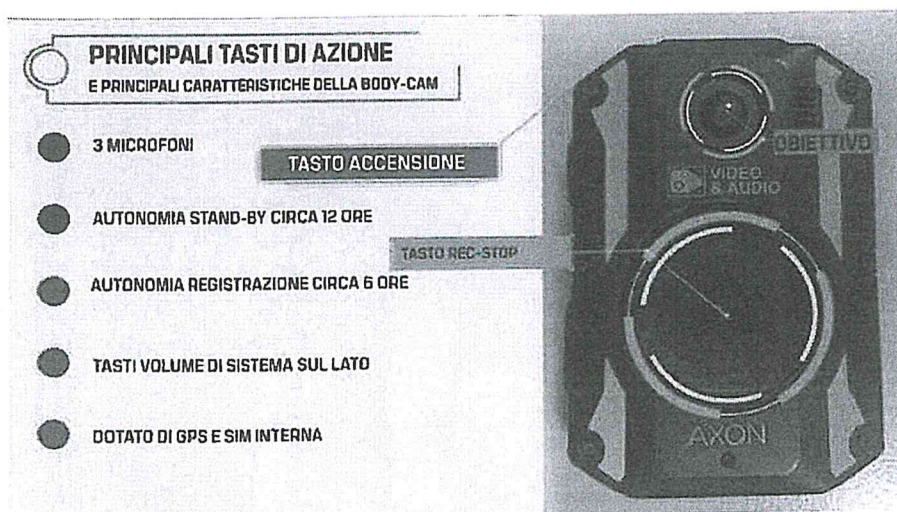 PRINCIPALI TASTI DI AZIONE
E PRINCIPALI CARATTERISTICHE DELLA BODY-CAM
3 MICROFONI
TASTO ACCENSIONE
OBIETTIVO
VIDEO
& AUDIO
AUTONOMIA STAND-BY CIRCA 12 ORE
TASTO REC-STOP
AUTONOMIA REGISTRAZIONE CIRCA 6 ORE
TASTI VOLUME DI SISTEMA SUL LATO
DOTATO DI GPS E SIM INTERNA
AXON